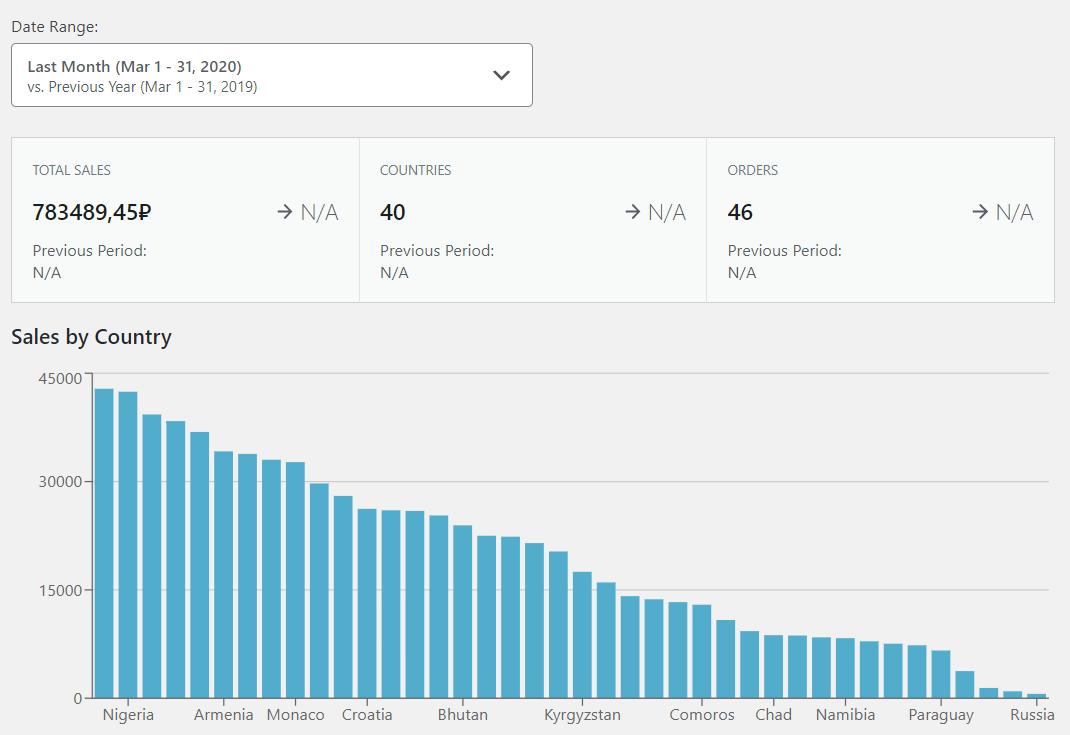 Date Range:
Last Month (Mar 1 - 31, 2020)
vs. Previous Year (Mar 1 - 31, 2019)
TOTAL SALES
783489,45₽
→ N/A
Previous Period:
N/A
COUNTRIES
40
→ N/A
Previous Period:
N/A
ORDERS
46
→ N/A
Previous Period:
N/A
Sales by Country
45000
30000
15000
0
Nigeria Armenia Monaco Croatia Bhutan Kyrgyzstan Comoros Chad Namibia Paraguay Russia